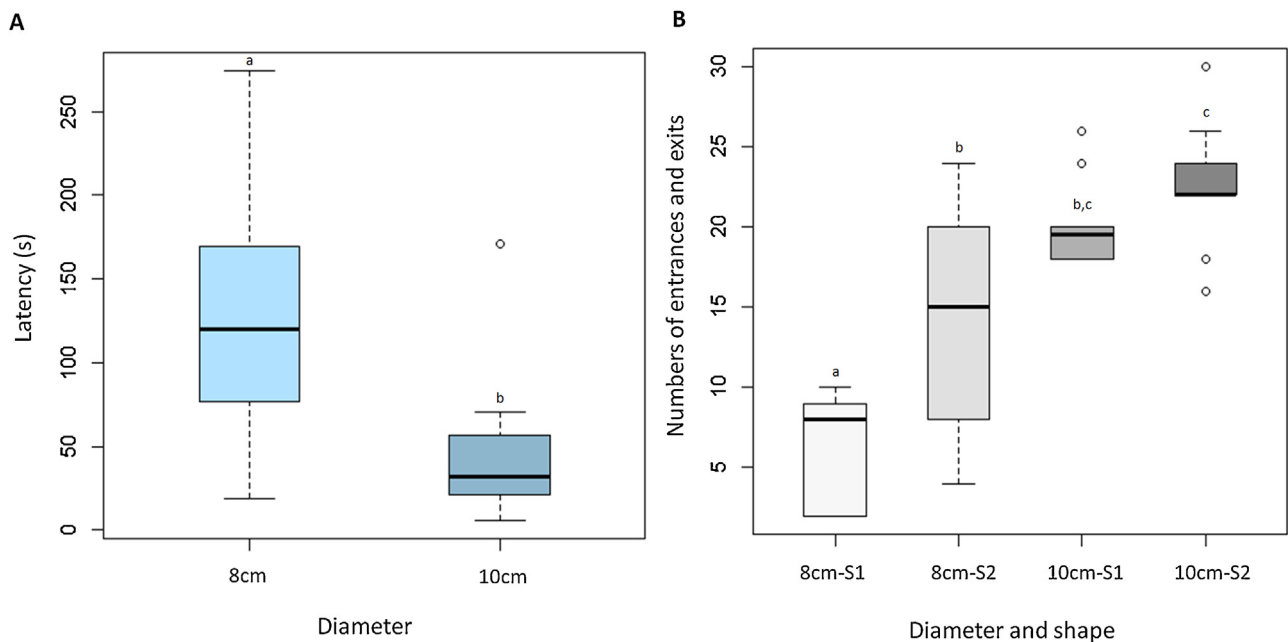 A
Latency (s)
250
200
150
100
50
0
a
b
8cm
10cm
Diameter
B
Numbers of entrances and exits
30
25
20
15
10
5
a
b
b,c
c
8cm-S1
8cm-S2
10cm-S1
10cm-S2
Diameter and shape